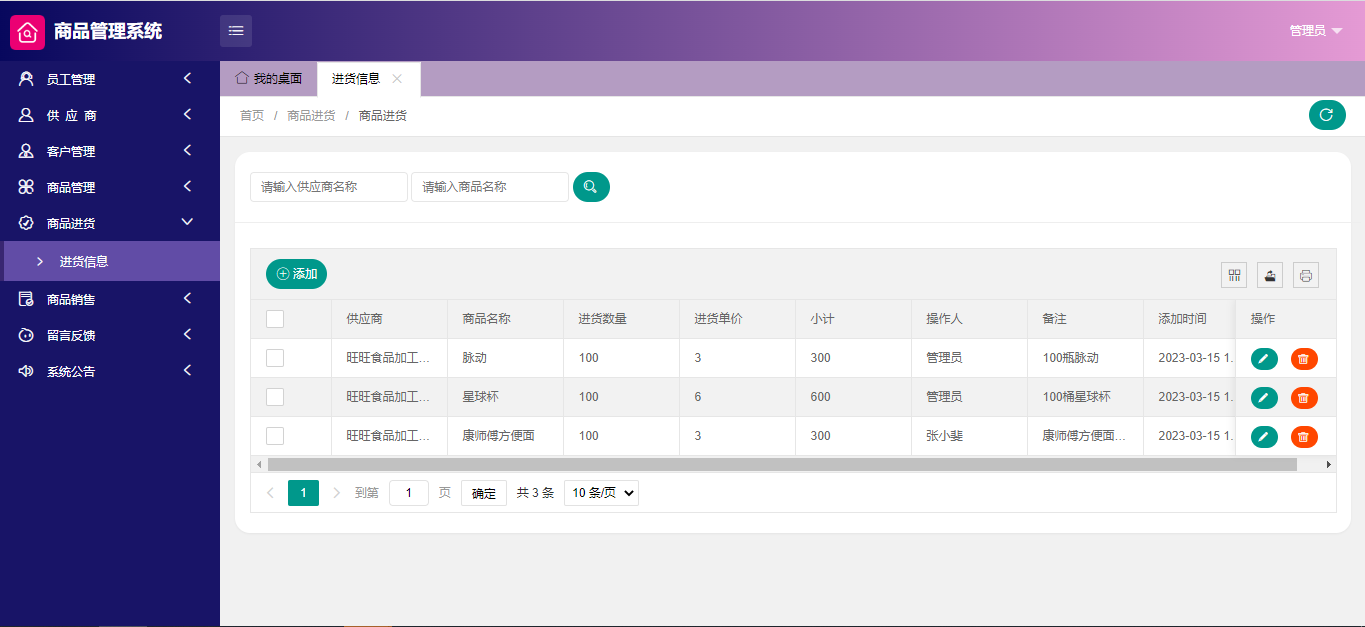 商品管理系统
管理员
员工管理
供 应 商
客户管理
商品管理
商品进货
进货信息
商品销售
留言反馈
系统公告
我的桌面 进货信息
首页 / 商品进货 / 商品进货
请输入供应商名称 请输入商品名称
添加
供应商 商品名称 进货数量 进货单价 小计 操作人 备注 添加时间 操作
旺旺食品加工... 脉动 100 3 300 管理员 100瓶脉动 2023-03-15 1.
旺旺食品加工... 星球杯 100 6 600 管理员 100桶星球杯 2023-03-15 1.
旺旺食品加工... 康师傅方便面 100 3 300 张小斐 康师傅方便面... 2023-03-15 1.
1 到第 1 页 确定 共 3 条 10 条/页